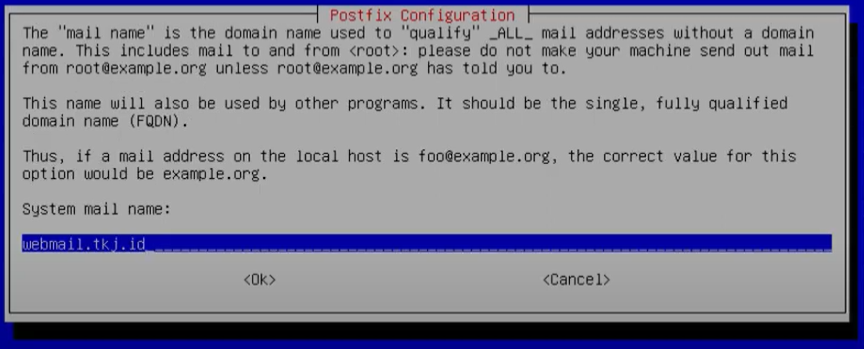 Postfix Configuration
The "mail name" is the domain name used to "qualify" _ALL_ mail addresses without a domain
name. This includes mail to and from <root>: please do not make your machine send out mail
from root@example.org unless root@example.org has told you to.
This name will also be used by other programs. It should be the single, fully qualified
domain name (FQDN).
Thus, if a mail address on the local host is foo@example.org, the correct value for this
option would be example.org.
System mail name:
webmail.tkj.id
<Ok> <Cancel>